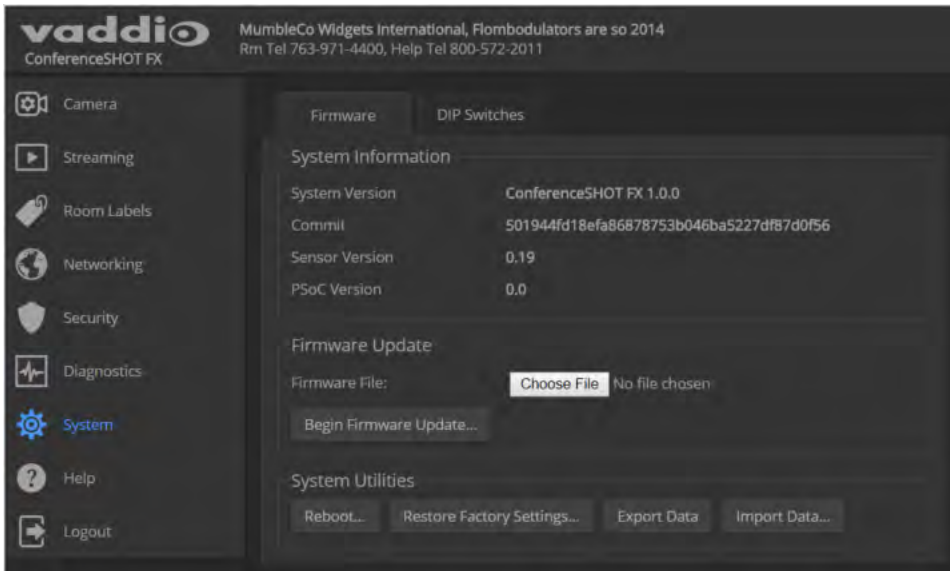 vaddio
ConferenceSHOT FX
MumbleCo Widgets International, Flombodulators are so 2014
Rm Tel 763-971-4400, Help Tel 800-572-2011
Camera
Streaming
Room Labels
Networking
Security
Diagnostics
System
Help
Logout
Firmware
DIP Switches
System Information
System Version ConferenceSHOT FX 1.0.0
Commit 501944fd18efa86878753b046ba5227df87d0f56
Sensor Version 0.19
PSoC Version 0.0
Firmware Update
Firmware File: Choose File No file chosen
Begin Firmware Update...
System Utilities
Reboot... Restore Factory Settings... Export Data Import Data...